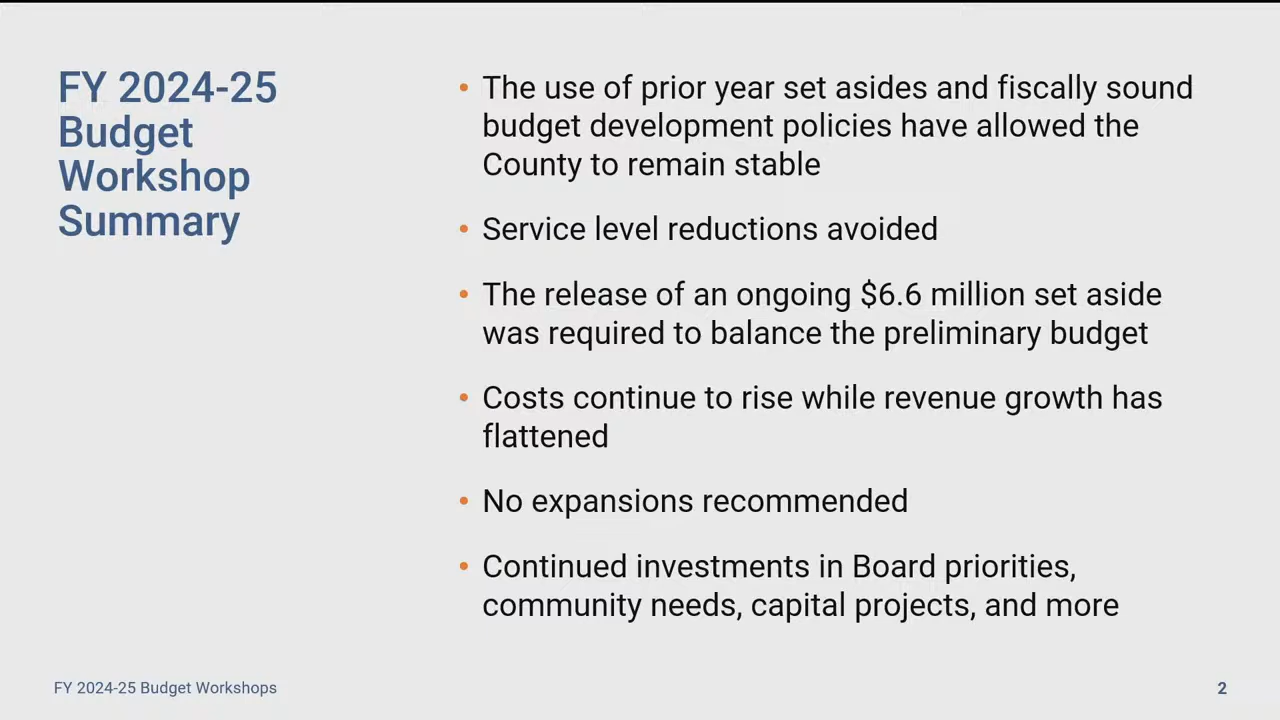 FY 2024-25
Budget
Workshop
Summary
• The use of prior year set asides and fiscally sound
budget development policies have allowed the
County to remain stable
• Service level reductions avoided
• The release of an ongoing $6.6 million set aside
was required to balance the preliminary budget
• Costs continue to rise while revenue growth has
flattened
• No expansions recommended
• Continued investments in Board priorities,
community needs, capital projects, and more
FY 2024-25 Budget Workshops
2